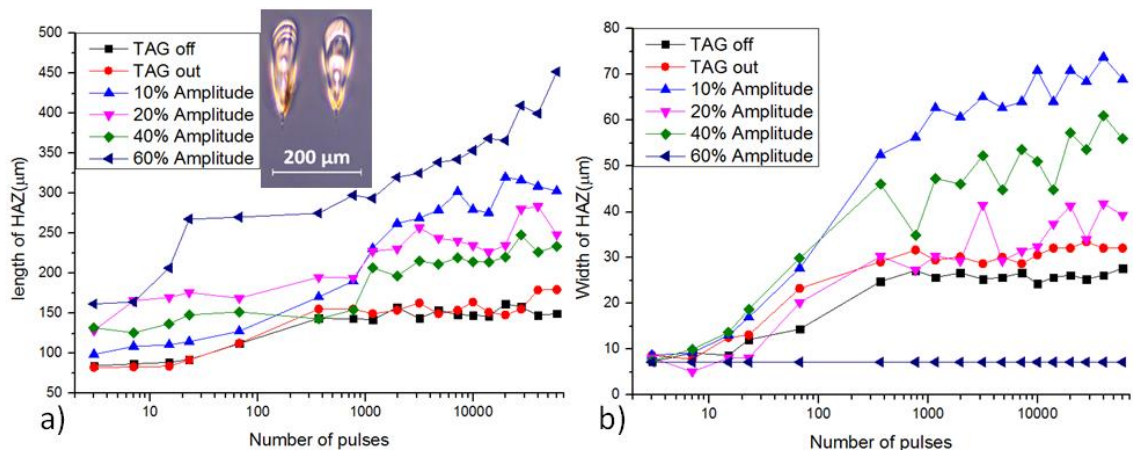 500
450
400
350
300
250
200
150
100
50
length of HAZ(μm)
TAG off
TAG out
10% Amplitude
20% Amplitude
40% Amplitude
60% Amplitude
200 μm
10
100
1000
10000
Number of pulses
a)
80
70
60
50
40
30
20
10
0
Width of HAZ(μm)
TAG off
TAG out
10% Amplitude
20% Amplitude
40% Amplitude
60% Amplitude
10
100
1000
10000
Number of pulses
b)